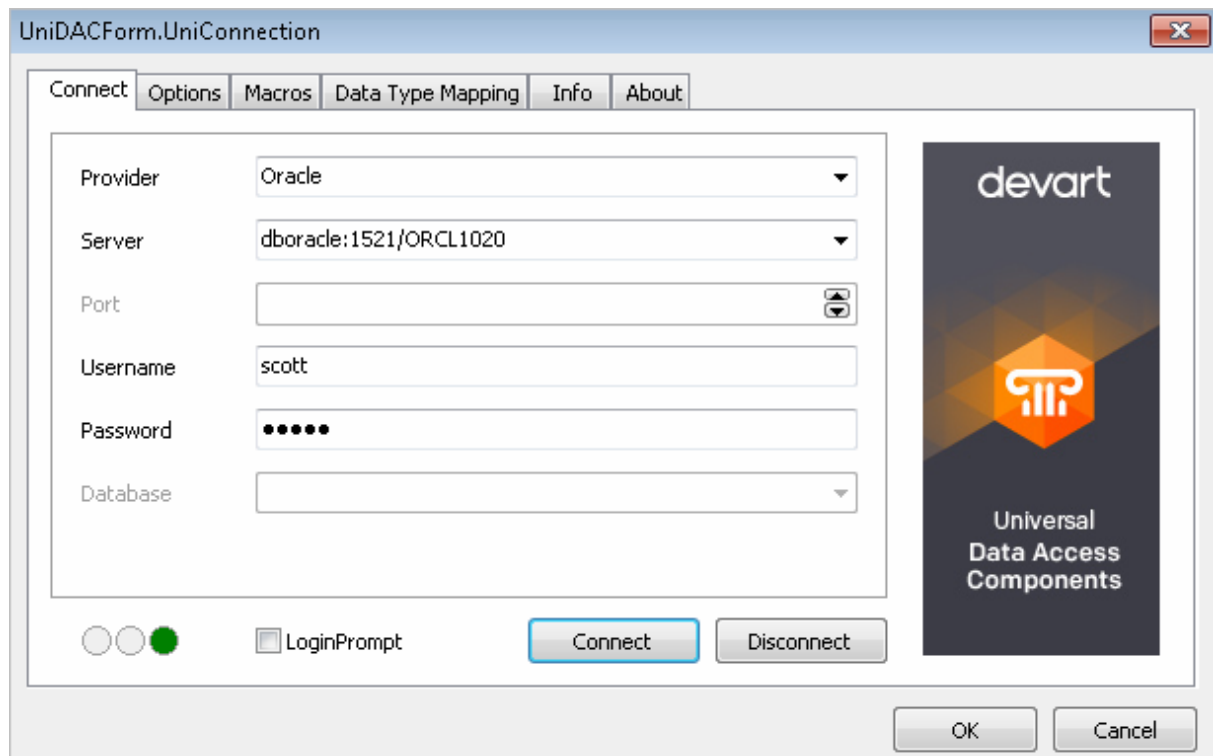 UniDACForm.UniConnection
Connect Options Macros Data Type Mapping Info About
Provider Oracle
Server dboracle:1521/ORCL1020
Port
Username scott
Password •••••
Database
LoginPrompt Connect Disconnect
devart
Universal
Data Access
Components
OK Cancel